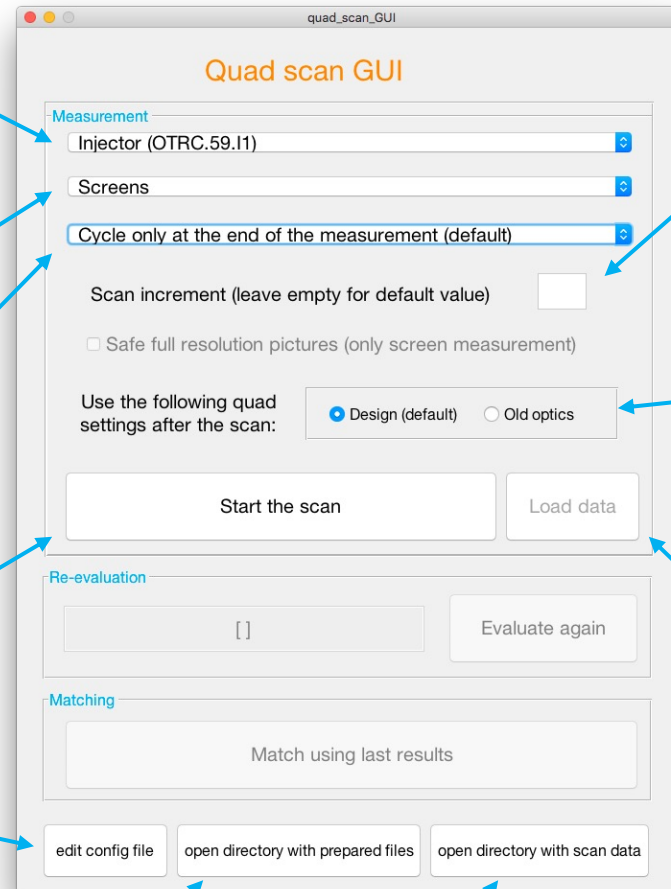 quad_scan_GUI
Quad scan GUI
Measurement
Injector (OTRC.59.I1)
Screens
Cycle only at the end of the measurement (default)
Scan increment (leave empty for default value)
Safe full resolution pictures (only screen measurement)
Use the following quad
settings after the scan:
Design (default)
Old optics
Start the scan
Load data
Re-evaluation
[ ]
Evaluate again
Matching
Match using last results
edit config file
open directory with prepared files
open directory with scan data